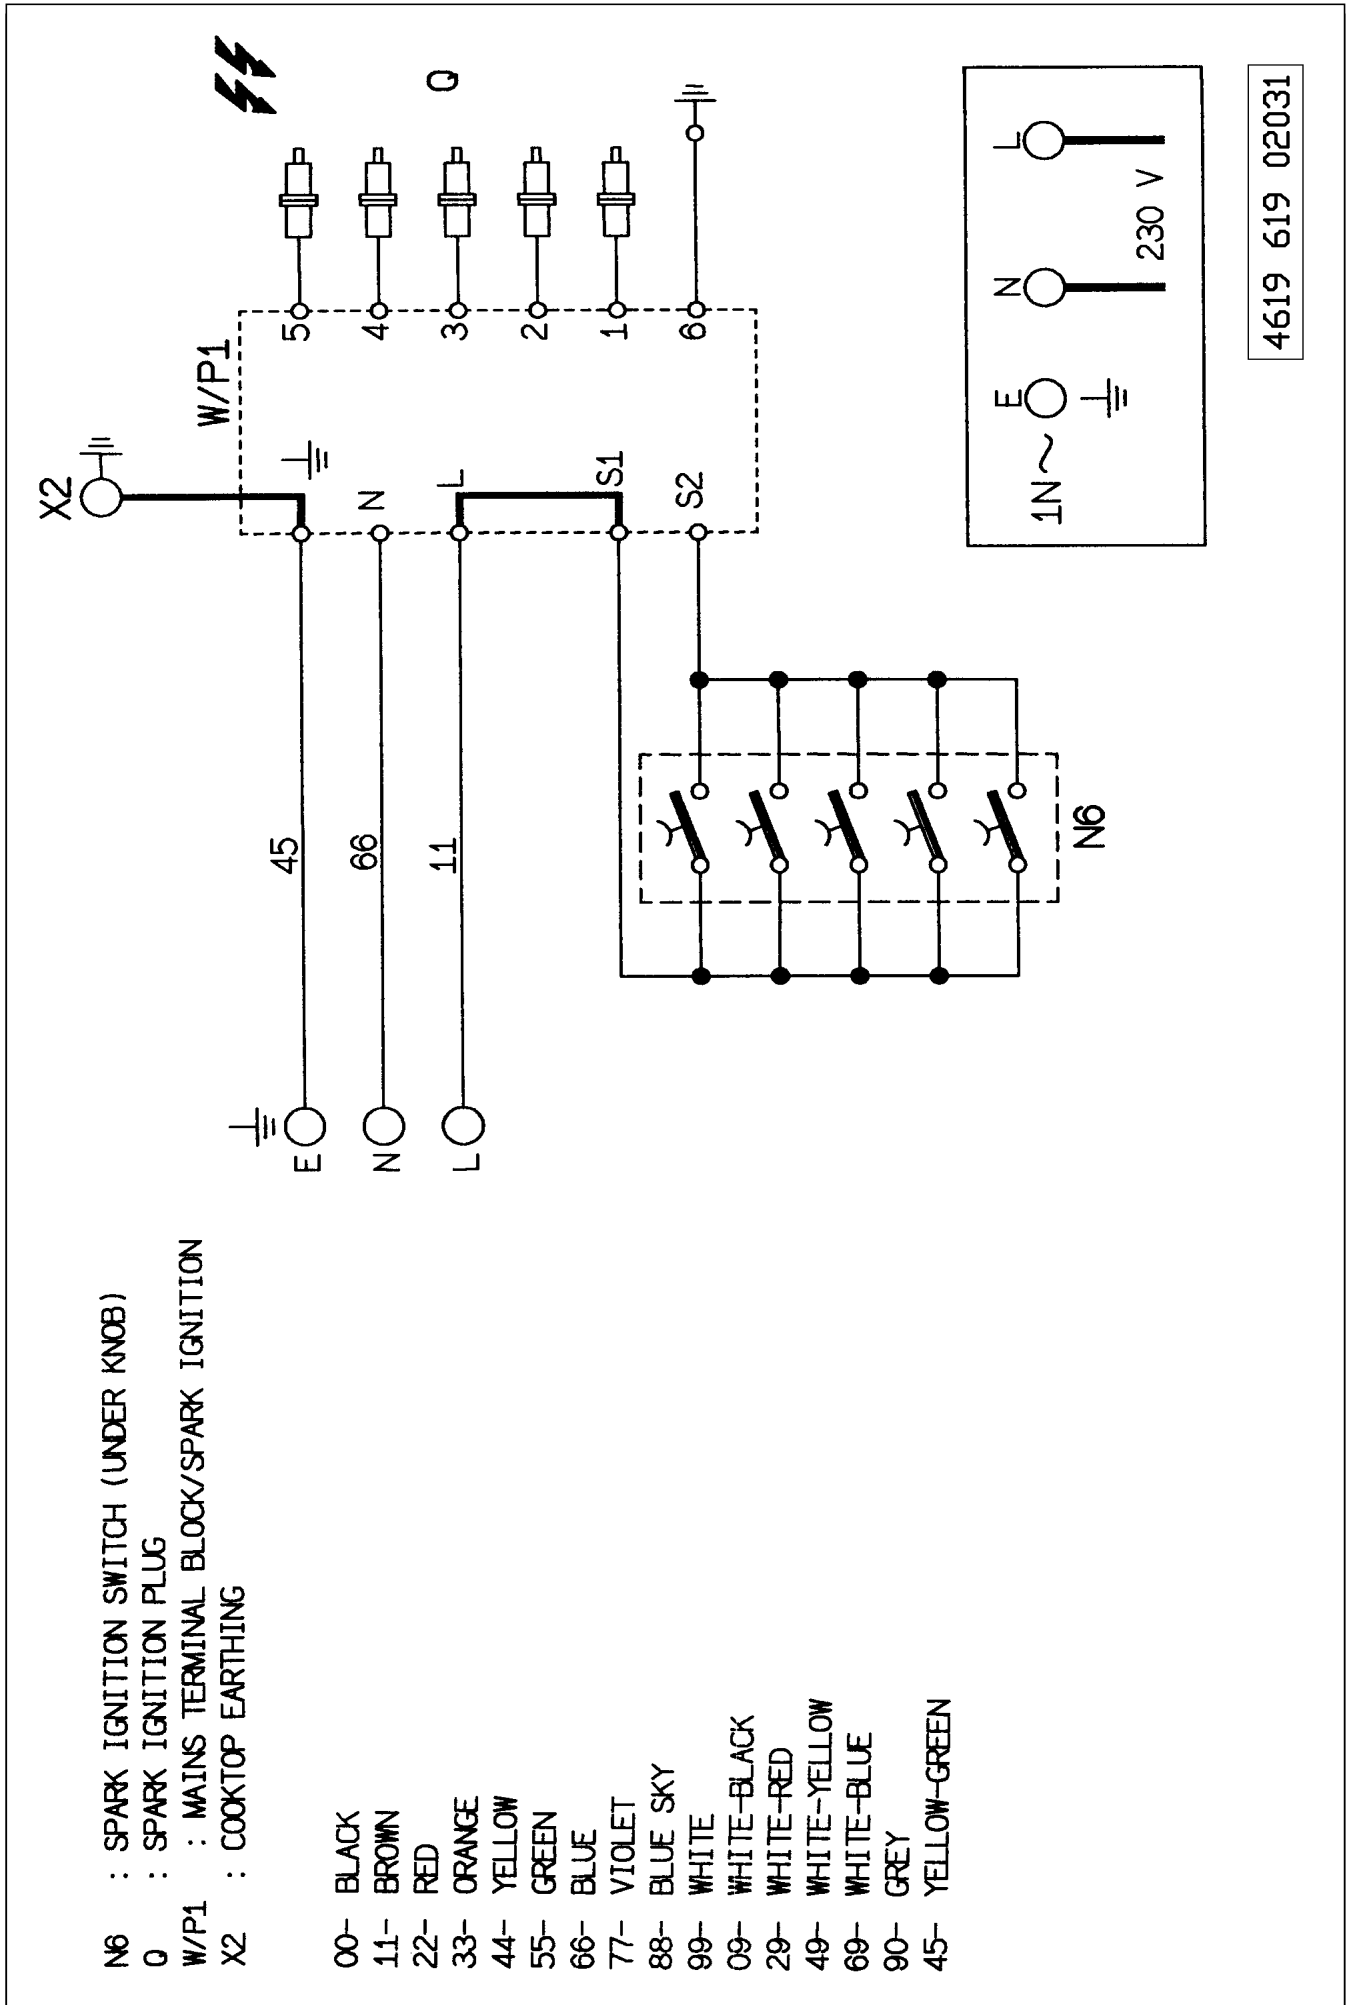 N6 : SPARK IGNITION SWITCH (UNDER KNOB)
Q : SPARK IGNITION PLUG
W/P1 : MAINS TERMINAL BLOCK/SPARK IGNITION
X2 : COOKTOP EARTHING
00- BLACK
11- BROWN
22- RED
33- ORANGE
44- YELLOW
55- GREEN
66- BLUE
77- VIOLET
88- BLUE SKY
99- WHITE
09- WHITE-BLACK
29- WHITE-RED
49- WHITE-YELLOW
69- WHITE-BLUE
90- GREY
45- YELLOW-GREEN
X2
W/P1
Q
E
45
5
N
66
N
4
L
11
L
3
2
S1
1
S2
6
N6
1N~
E
N
L
230 V
4619 619 02031